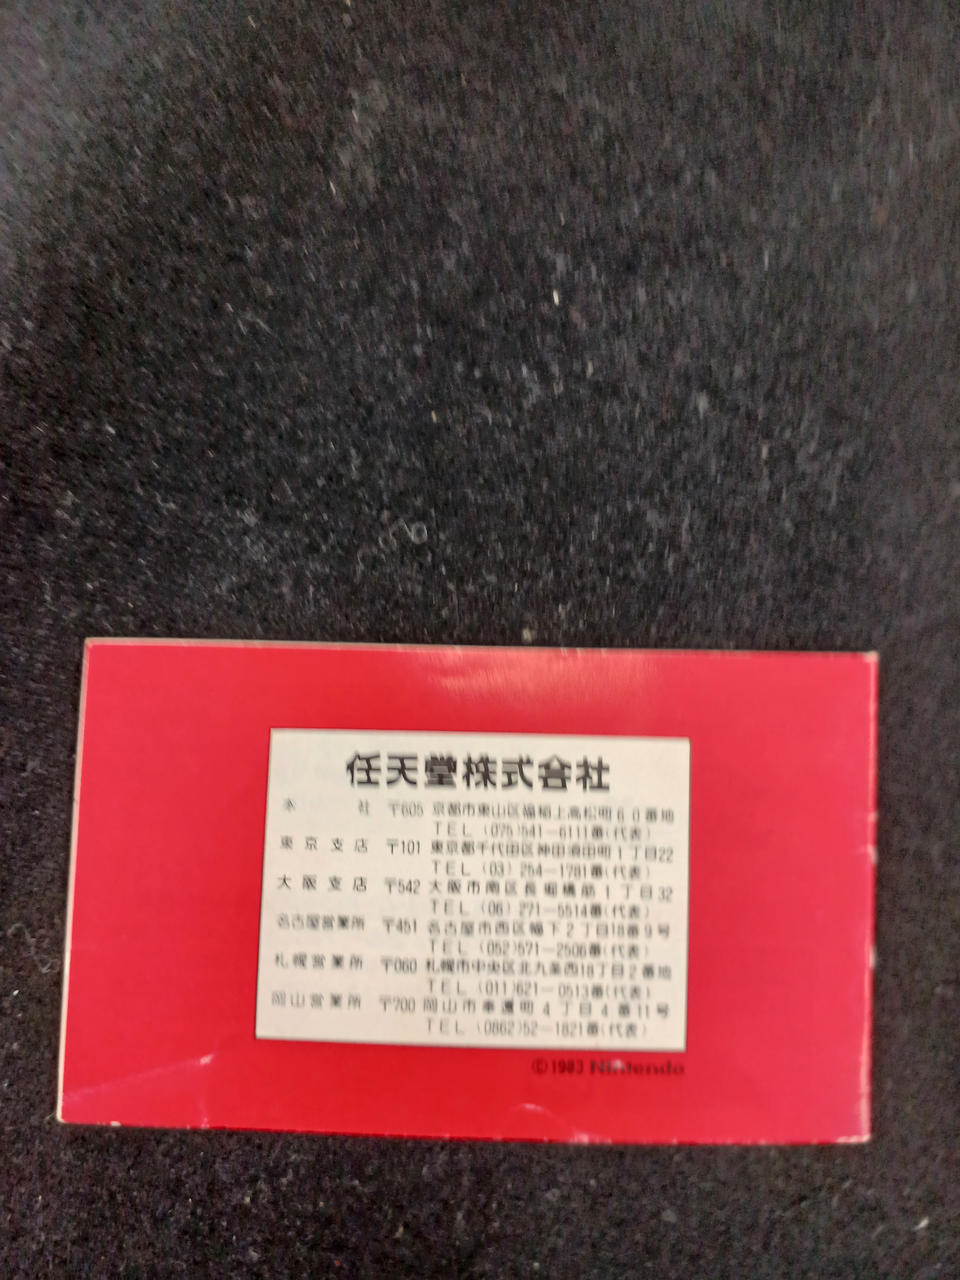 任天堂株式会社
本 社 〒605 京都市東山区福稲上高松町60番地
TEL (075)541-6111番(代表)
東京支店 〒101 東京都千代田区神田須田町1丁目22
TEL (03) 254-1781番(代表)
大阪支店 〒542 大阪市南区長堀橋筋1丁目32
TEL (06) 271-5514番(代表)
名古屋営業所 〒451 名古屋市西区幅下2丁目18番9号
TEL (052)571-2506番(代表)
札幌営業所 〒060 札幌市中央区北九条西18丁目2番地
TEL (011)621-0513番(代表)
岡山営業所 〒700 岡山市奉還町4丁目4番11号
TEL (0862)52-1821番(代表)
©1983 Nintendo